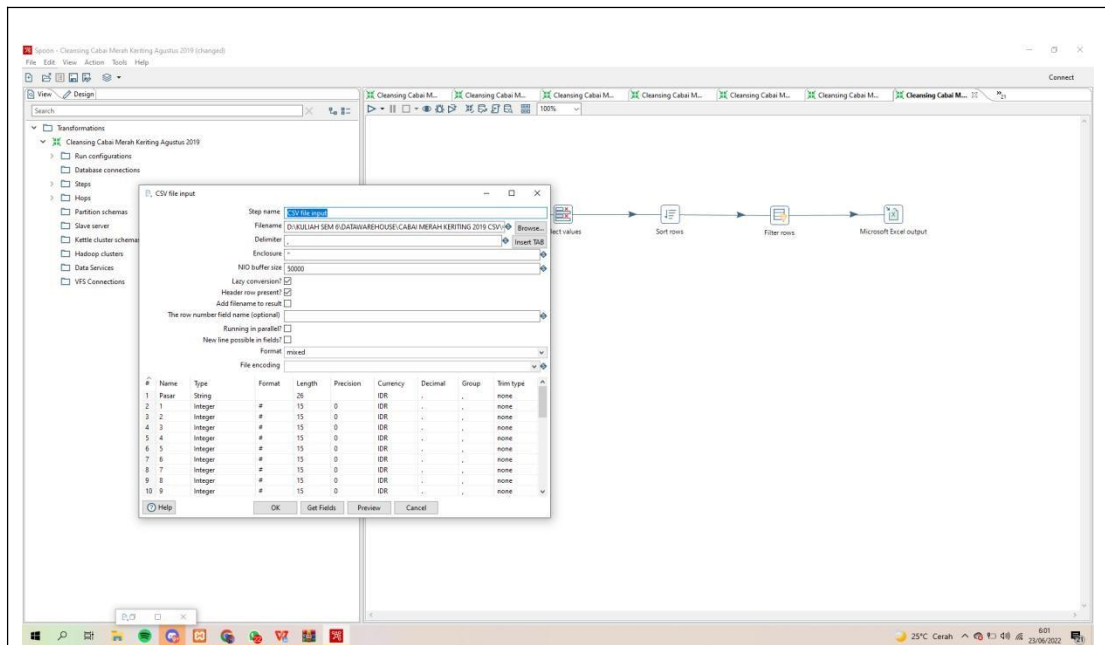 Spoon - Cleansing Cabai Merah Keriting Agustus 2019 (changed)
File Edit View Action Tools Help
Connect
View Design
Search
Cleansing Cabai M... Cleansing Cabai M... Cleansing Cabai M... Cleansing Cabai M... Cleansing Cabai M... Cleansing Cabai M... Cleansing Cabai M... 21
100%
Transformations
Cleansing Cabai Merah Keriting Agustus 2019
Run configurations
Database connections
Steps
Hops
Partition schemas
Slave server
Kettle cluster schema
Hadoop clusters
Data Services
VFS Connections
CSV file input
Step name CSV file input
Filename D:\KULIAH SEM 6\DATAWAREHOUSE\CABAI MERAH KERITING 2019 CSV\ Browse...
Delimiter , Insert TAB
Enclosure "
NIO buffer size 50000
Lazy conversion?
Header row present?
Add filename to result
The row number field name (optional)
Running in parallel?
New line possible in fields?
Format mixed
File encoding
# Name Type Format Length Precision Currency Decimal Group Trim type
1 Pasar String 26 IDR . , none
2 1 Integer # 15 0 IDR . , none
3 2 Integer # 15 0 IDR . , none
4 3 Integer # 15 0 IDR . , none
5 4 Integer # 15 0 IDR . , none
6 5 Integer # 15 0 IDR . , none
7 6 Integer # 15 0 IDR . , none
8 7 Integer # 15 0 IDR . , none
9 8 Integer # 15 0 IDR . , none
10 9 Integer # 15 0 IDR . , none
Help OK Get Fields Preview Cancel
lect values Sort rows Filter rows Microsoft Excel output
25°C Cerah 6:01
23/06/2022